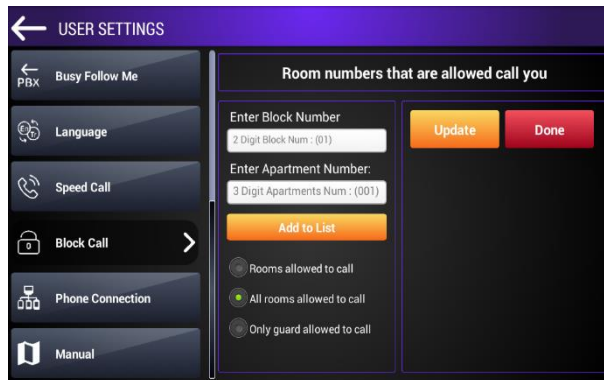 USER SETTINGS
PBX
Busy Follow Me
Language
Speed Call
0
Block Call
Phone Connection
Manual
Room numbers that are allowed call you
Enter Block Number
2 Digit Block Num : (01)
Enter Apartment Number:
3 Digit Apartments Num : (001)
Add to List
Rooms allowed to call
All rooms allowed to call
Only guard allowed to call
Update
Done